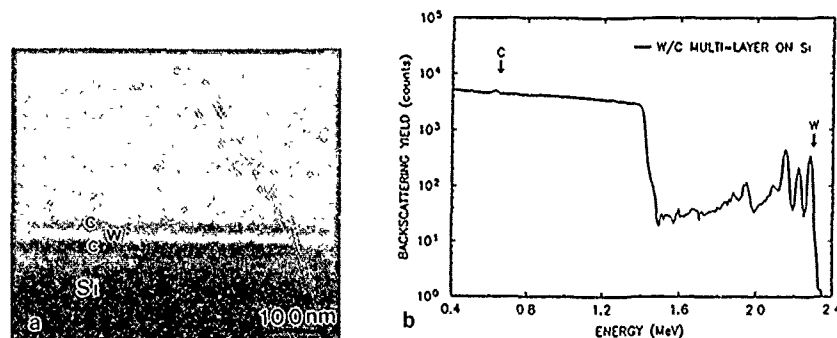 C
W
C
Si
a
100nm
BACKSCATTERING YIELD (counts)
10⁵
10⁴
10³
10²
10¹
10⁰
C
W/C MULTI-LAYER ON Si
W
0.4
0.8
1.2
1.6
2.0
2.4
ENERGY (MeV)
b